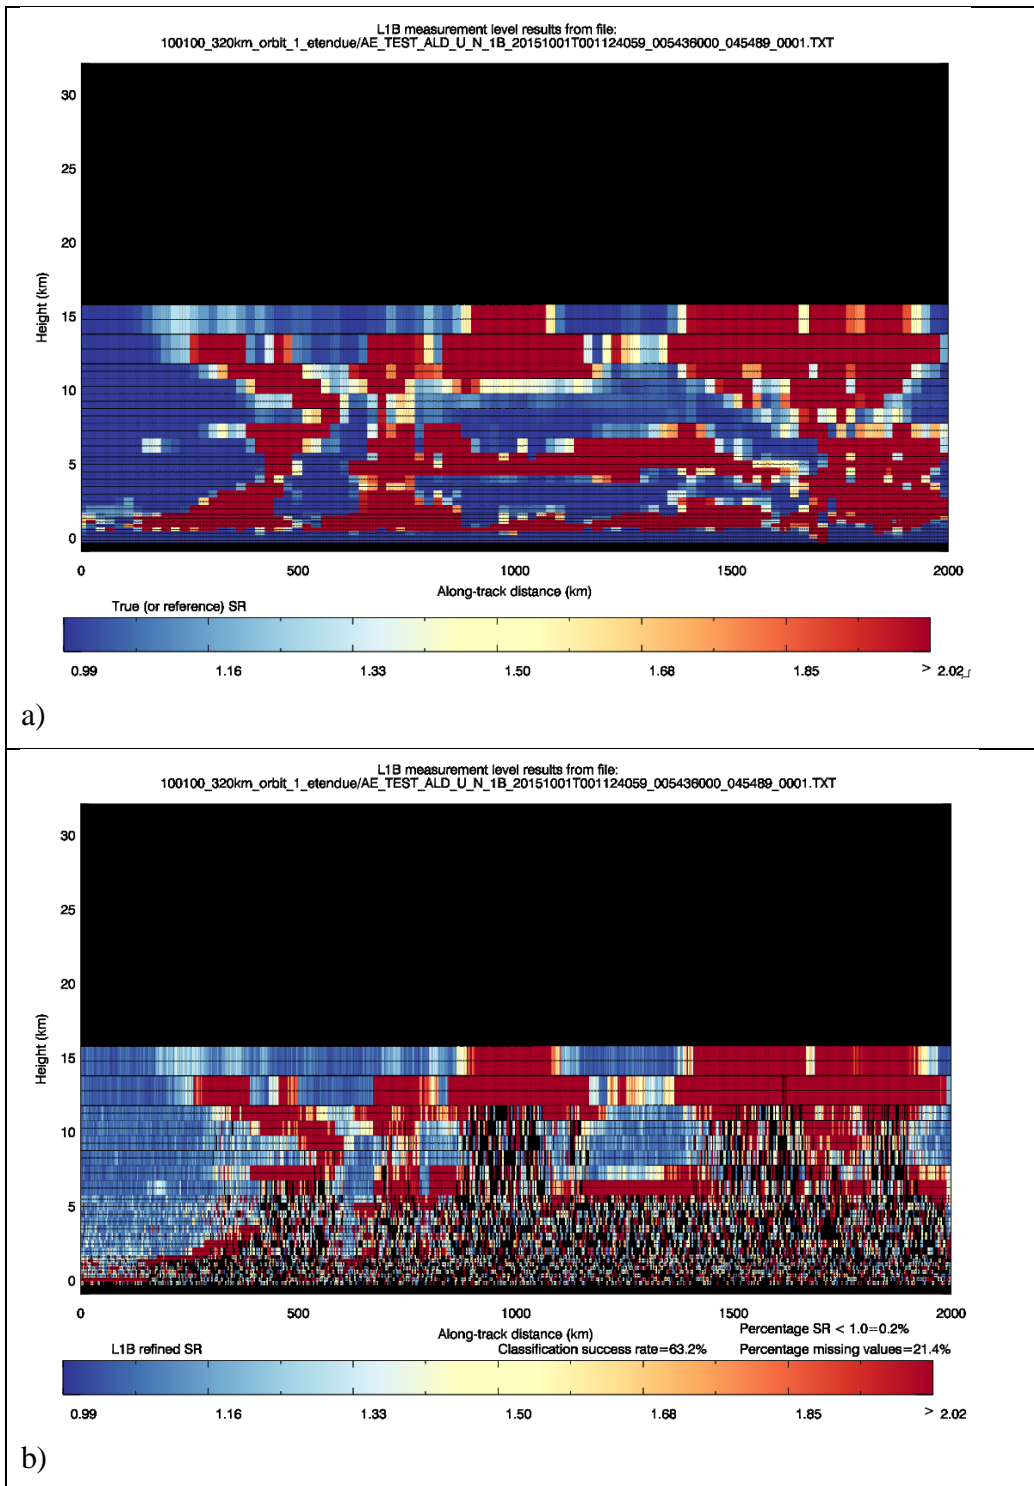 L1B measurement level results from file:
100100_320km_orbit_1_etendue/AE_TEST_ALD_U_N_1B_20151001T001124059_005436000_045489_0001.TXT
30
25
20
15
10
5
0
Height (km)
0 500 1000 1500 2000
Along-track distance (km)
True (or reference) SR
0.99 1.16 1.33 1.50 1.68 1.85 > 2.02
a)
L1B measurement level results from file:
100100_320km_orbit_1_etendue/AE_TEST_ALD_U_N_1B_20151001T001124059_005436000_045489_0001.TXT
30
25
20
15
10
5
0
Height (km)
0 500 1000 1500 2000
Percentage SR < 1.0=0.2%
Along-track distance (km)
L1B refined SR Classification success rate=63.2% Percentage missing values=21.4%
0.99 1.16 1.33 1.50 1.68 1.85 > 2.02
b)